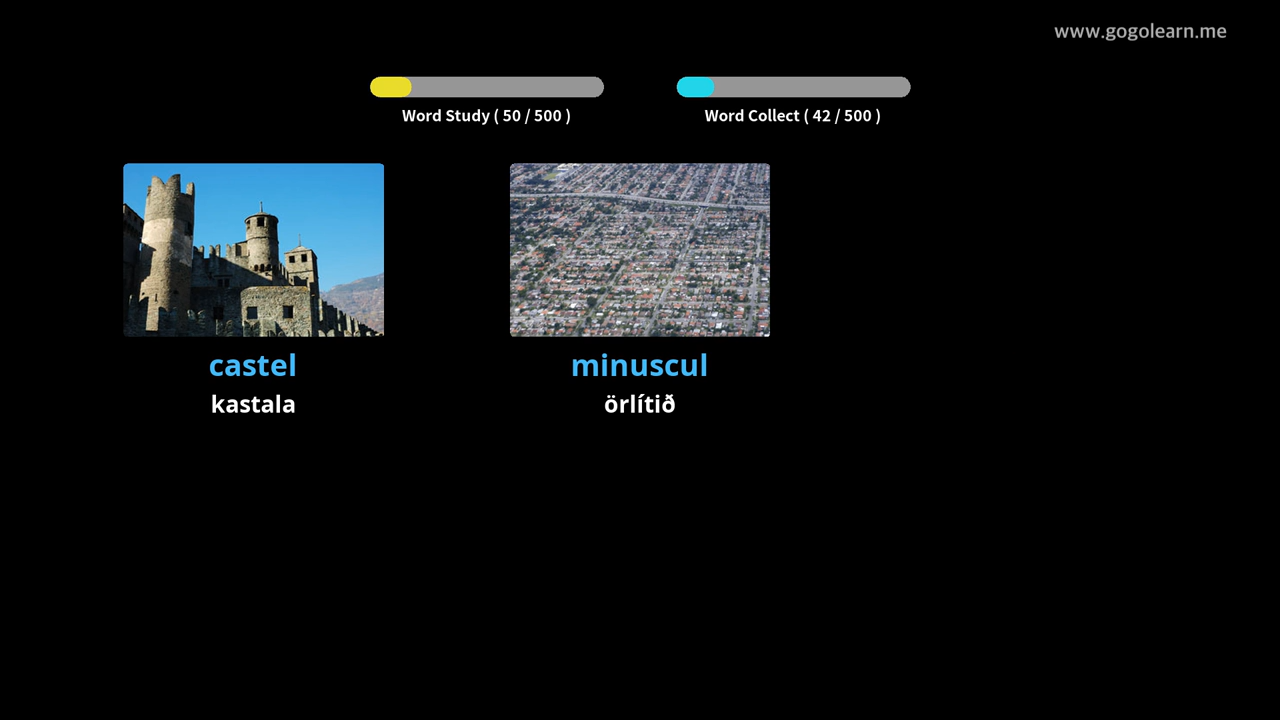 www.gogolearn.me
Word Study ( 50 / 500 )
Word Collect ( 42 / 500 )
castel
kastala
minuscul
örlítið